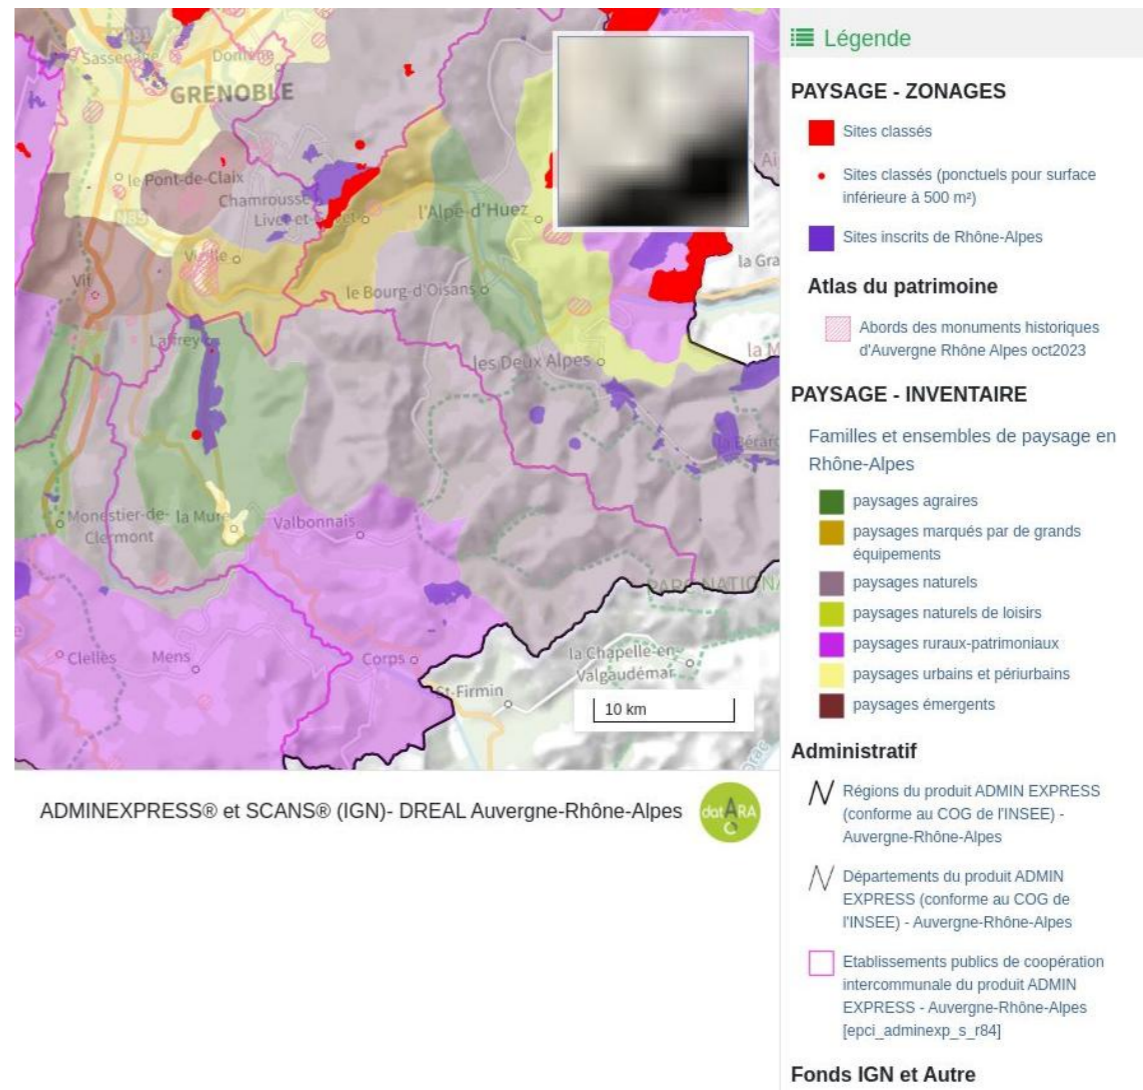 N481
Sassenage
Domène
GRENOBLE
le Pont-de-Claix
N85
Chamrousse
Livet-et-Gavet
l'Alpe-d'Huez
Vizille
la Gra
Vif
le Bourg-d'Oisans
Laffrey
les Deux Alpes
la M
la Bérard
Monestier-de-
Clermont
la Mure
Valbonnais
PARC NATIONA
Clelles
Mens
Corps
la Chapelle-en-
Valgaudémar
St-Firmin
10 km
ADMINEXPRESS® et SCANS® (IGN)- DREAL Auvergne-Rhône-Alpes
datARA
Légende
PAYSAGE - ZONAGES
Sites classés
Sites classés (ponctuels pour surface
inférieure à 500 m²)
Sites inscrits de Rhône-Alpes
Atlas du patrimoine
Abords des monuments historiques
d'Auvergne Rhône Alpes oct2023
PAYSAGE - INVENTAIRE
Familles et ensembles de paysage en
Rhône-Alpes
paysages agraires
paysages marqués par de grands
équipements
paysages naturels
paysages naturels de loisirs
paysages ruraux-patrimoniaux
paysages urbains et périurbains
paysages émergents
Administratif
Régions du produit ADMIN EXPRESS
(conforme au COG de l'INSEE) -
Auvergne-Rhône-Alpes
Départements du produit ADMIN
EXPRESS (conforme au COG de
l'INSEE) - Auvergne-Rhône-Alpes
Etablissements publics de coopération
intercommunale du produit ADMIN
EXPRESS - Auvergne-Rhône-Alpes
[epci_adminexp_s_r84]
Fonds IGN et Autre